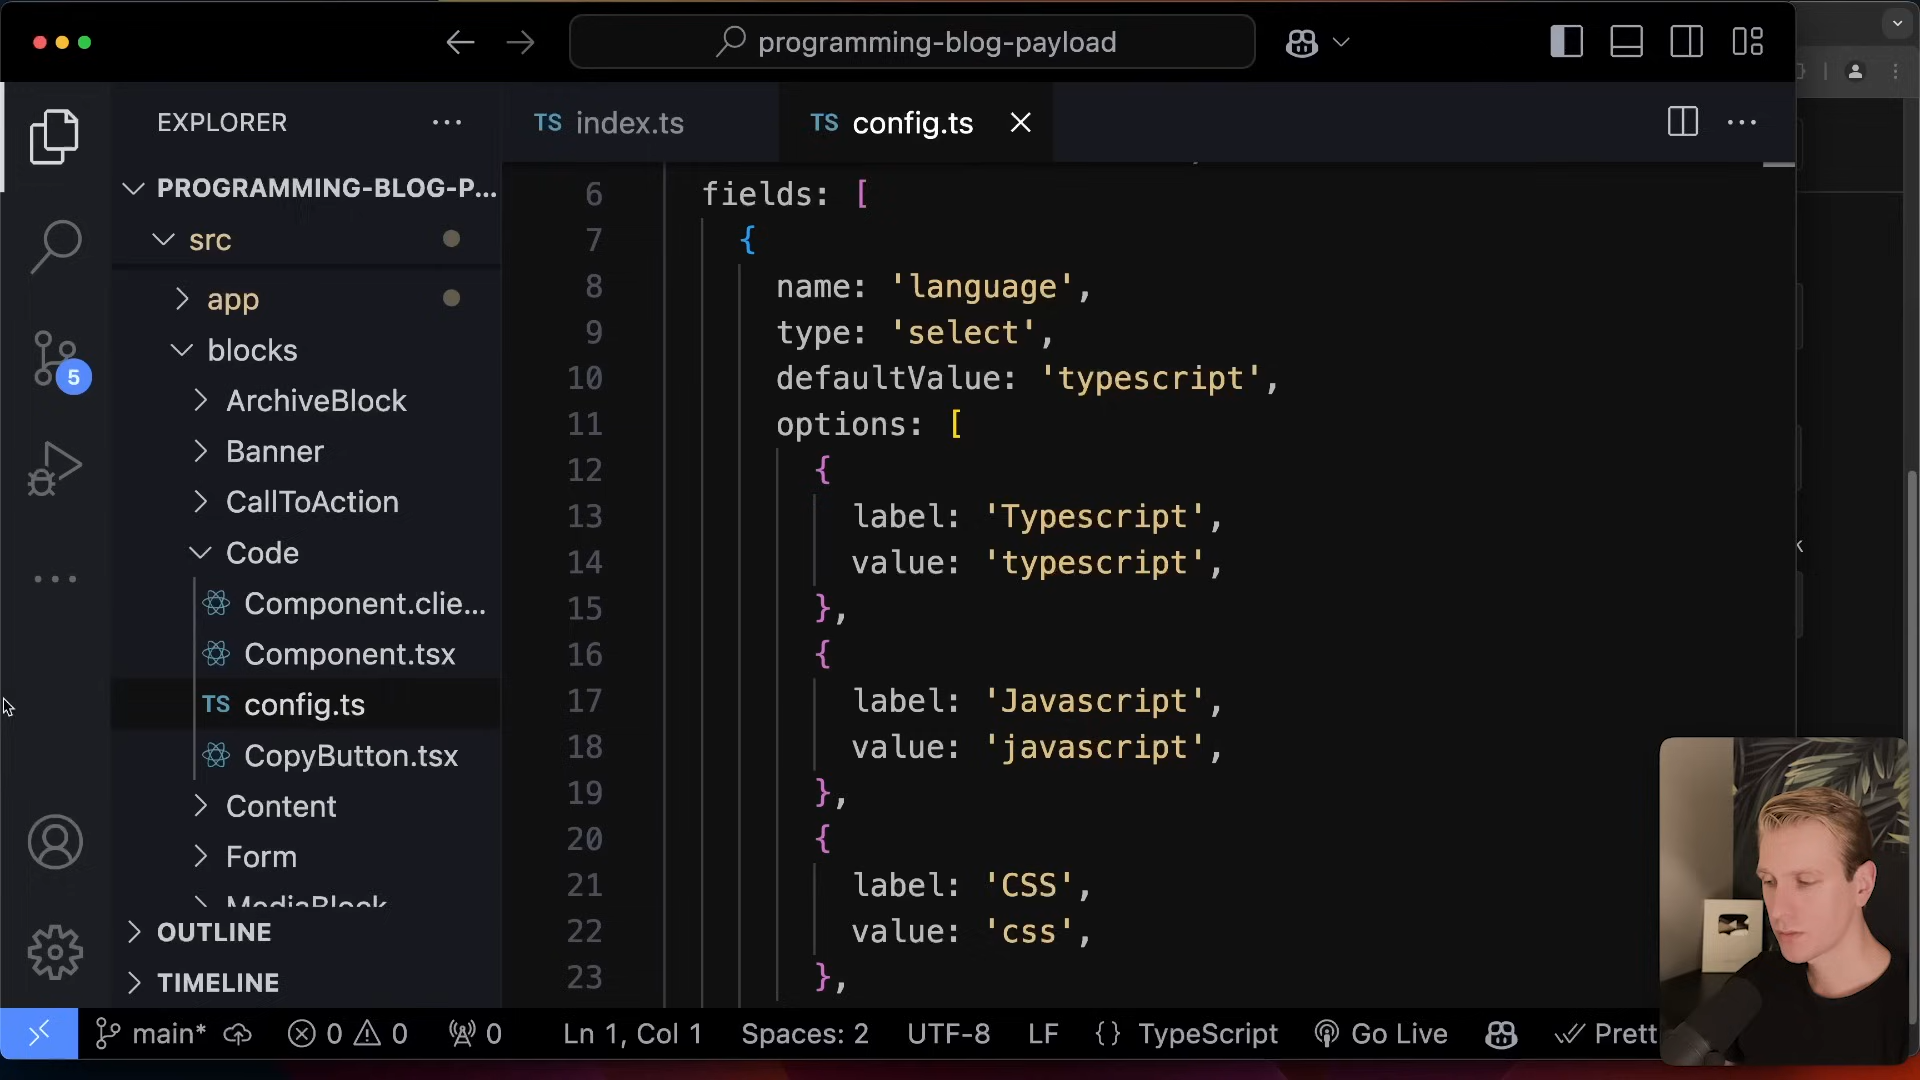 programming-blog-payload
EXPLORER
TS index.ts
TS config.ts
PROGRAMMING-BLOG-P...
src
app
blocks
ArchiveBlock
Banner
CallToAction
Code
Component.clie...
Component.tsx
TS config.ts
CopyButton.tsx
Content
Form
MediaBlock
OUTLINE
TIMELINE
5
6 fields: [
7 {
8 name: 'language',
9 type: 'select',
10 defaultValue: 'typescript',
11 options: [
12 {
13 label: 'Typescript',
14 value: 'typescript',
15 },
16 {
17 label: 'Javascript',
18 value: 'javascript',
19 },
20 {
21 label: 'CSS',
22 value: 'css',
23 },
main* 0 0 0 Ln 1, Col 1 Spaces: 2 UTF-8 LF {} TypeScript Go Live Prett